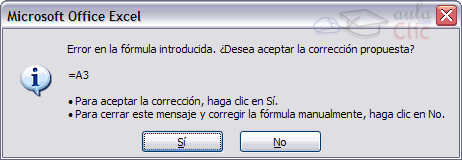 Microsoft Office Excel
aula
Clic
.com
Error en la fórmula introducida. ¿Desea aceptar la corrección propuesta?
=A3
• Para aceptar la corrección, haga clic en Sí.
• Para cerrar este mensaje y corregir la fórmula manualmente, haga clic en No.
Sí
No